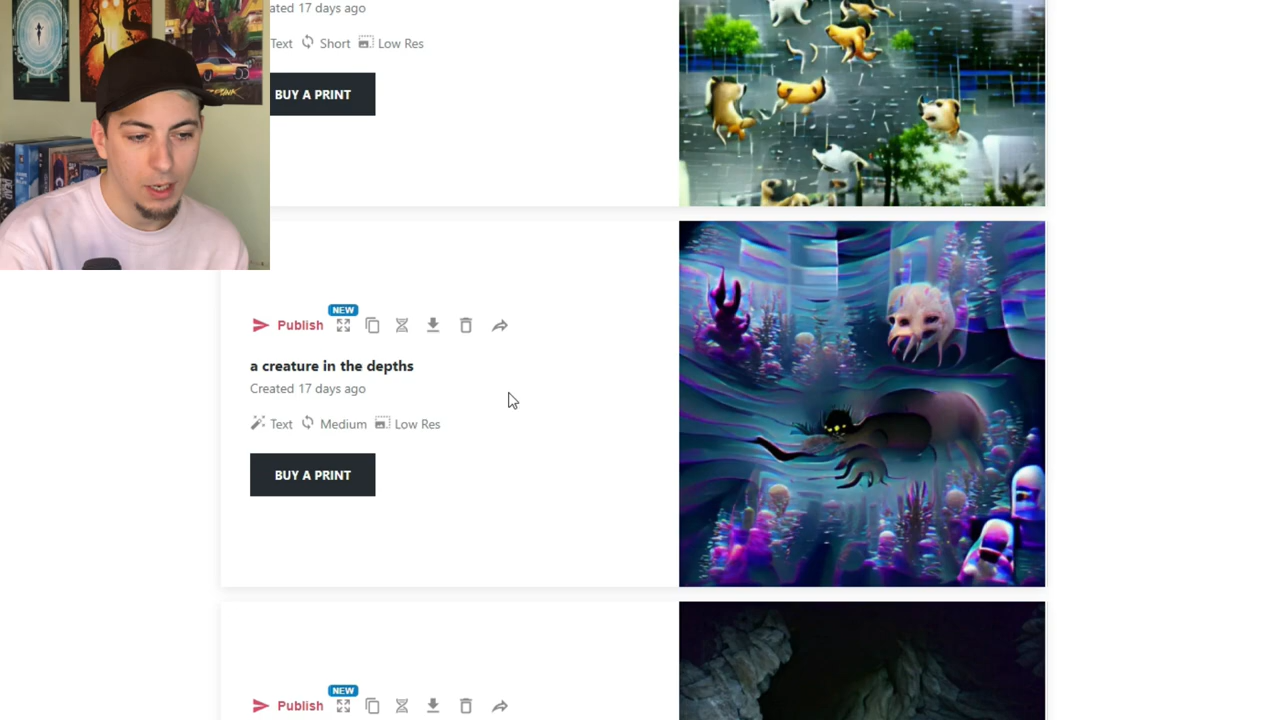 ated 17 days ago
Text Short Low Res
BUY A PRINT
NEW
Publish
a creature in the depths
Created 17 days ago
Text Medium Low Res
BUY A PRINT
NEW
Publish